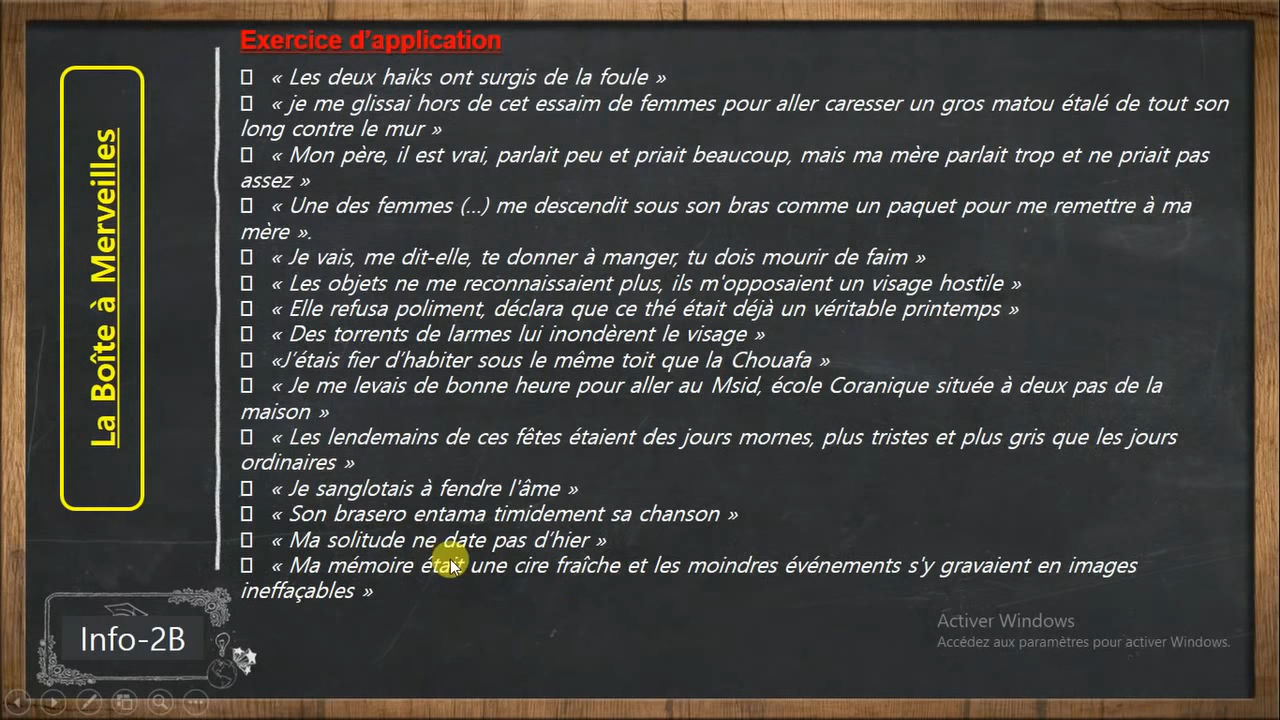 Exercice d'application
La Boîte à Merveilles
« Les deux haiks ont surgis de la foule »
« je me glissai hors de cet essaim de femmes pour aller caresser un gros matou étalé de tout son
long contre le mur »
« Mon père, il est vrai, parlait peu et priait beaucoup, mais ma mère parlait trop et ne priait pas
assez »
« Une des femmes (...) me descendit sous son bras comme un paquet pour me remettre à ma
mère ».
« Je vais, me dit-elle, te donner à manger, tu dois mourir de faim »
« Les objets ne me reconnaissaient plus, ils m'opposaient un visage hostile »
« Elle refusa poliment, déclara que ce thé était déjà un véritable printemps »
« Des torrents de larmes lui inondèrent le visage »
«J'étais fier d'habiter sous le même toit que la Chouafa »
« Je me levais de bonne heure pour aller au Msid, école Coranique située à deux pas de la
maison »
« Les lendemains de ces fêtes étaient des jours mornes, plus tristes et plus gris que les jours
ordinaires »
« Je sanglotais à fendre l'âme »
« Son brasero entama timidement sa chanson »
« Ma solitude ne date pas d'hier »
« Ma mémoire était une cire fraîche et les moindres événements s'y gravaient en images
ineffaçables »
Info-2B
Activer Windows
Accédez aux paramètres pour activer Windows.